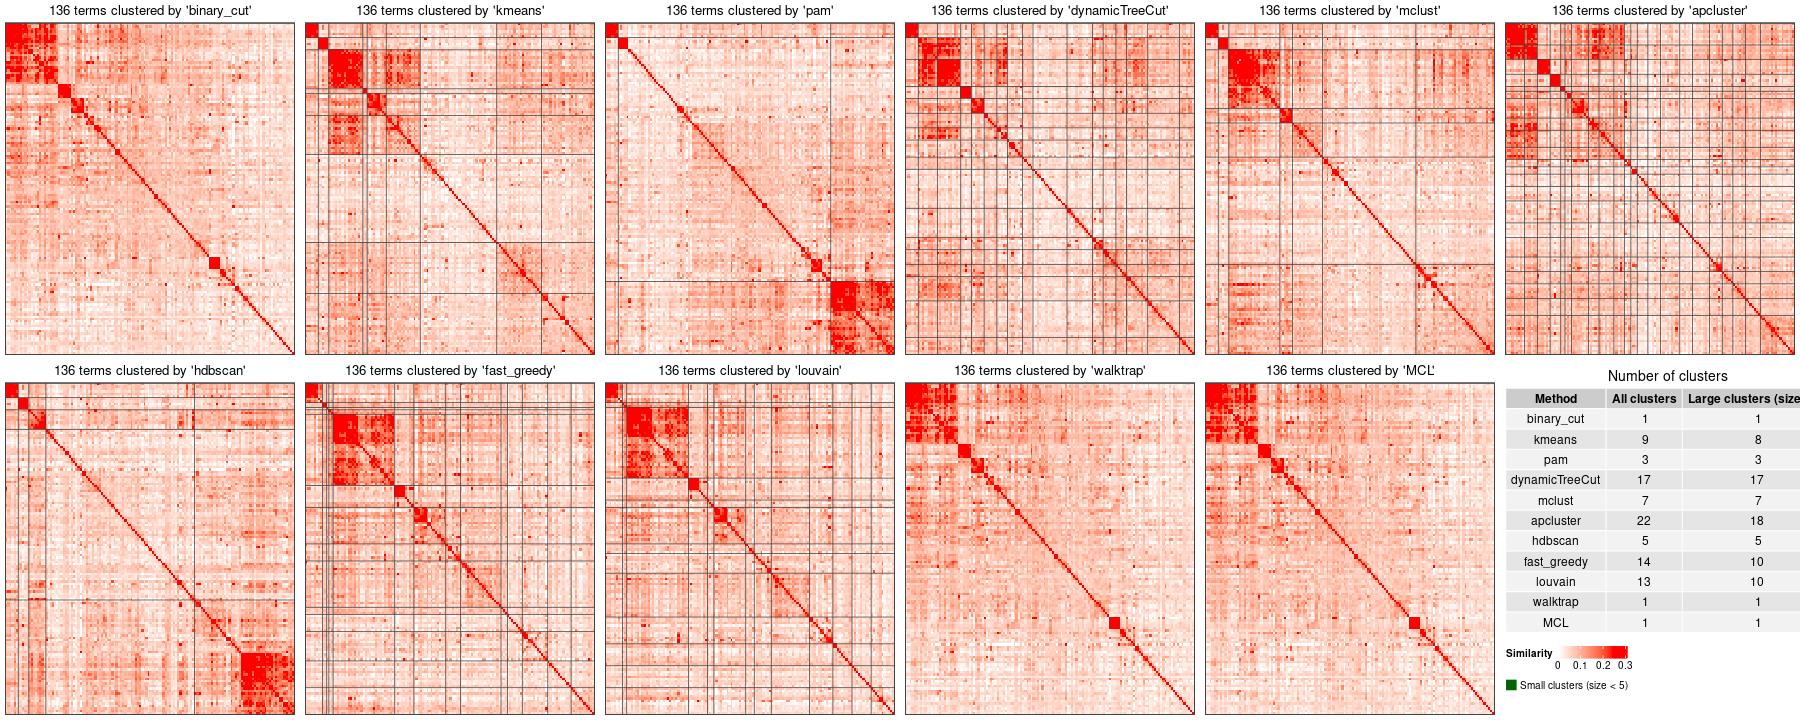 136 terms clustered by 'binary_cut'
136 terms clustered by 'kmeans'
136 terms clustered by 'pam'
136 terms clustered by 'dynamicTreeCut'
136 terms clustered by 'mclust'
136 terms clustered by 'apcluster'
136 terms clustered by 'hdbscan'
136 terms clustered by 'fast_greedy'
136 terms clustered by 'louvain'
136 terms clustered by 'walktrap'
136 terms clustered by 'MCL'
Number of clusters
Method All clusters Large clusters (size
binary_cut 1 1
kmeans 9 8
pam 3 3
dynamicTreeCut 17 17
mclust 7 7
apcluster 22 18
hdbscan 5 5
fast_greedy 14 10
louvain 13 10
walktrap 1 1
MCL 1 1
Similarity
0 0.1 0.2 0.3
Small clusters (size < 5)